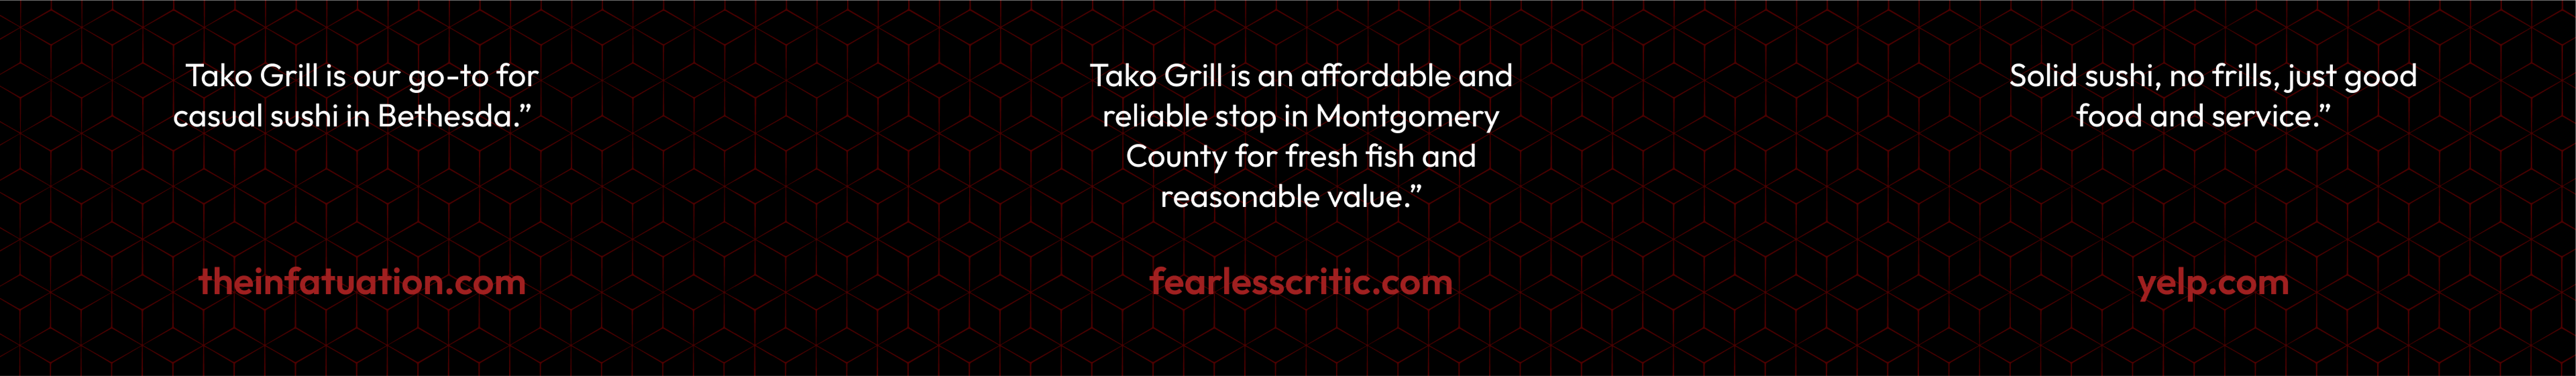 Tako Grill is our go-to for
casual sushi in Bethesda.”
theinfatuation.com
Tako Grill is an affordable and
reliable stop in Montgomery
County for fresh fish and
reasonable value.”
fearlesscritic.com
Solid sushi, no frills, just good
food and service.”
yelp.com